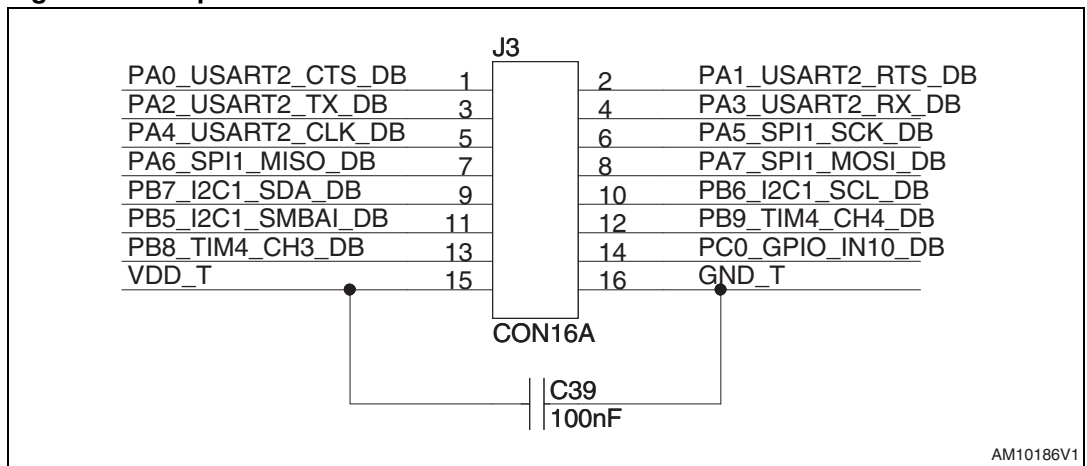 J3
PA0_USART2_CTS_DB 1 2 PA1_USART2_RTS_DB
PA2_USART2_TX_DB 3 4 PA3_USART2_RX_DB
PA4_USART2_CLK_DB 5 6 PA5_SPI1_SCK_DB
PA6_SPI1_MISO_DB 7 8 PA7_SPI1_MOSI_DB
PB7_I2C1_SDA_DB 9 10 PB6_I2C1_SCL_DB
PB5_I2C1_SMBAI_DB 11 12 PB9_TIM4_CH4_DB
PB8_TIM4_CH3_DB 13 14 PC0_GPIO_IN10_DB
VDD_T 15 16 GND_T
CON16A
C39
100nF
AM10186V1